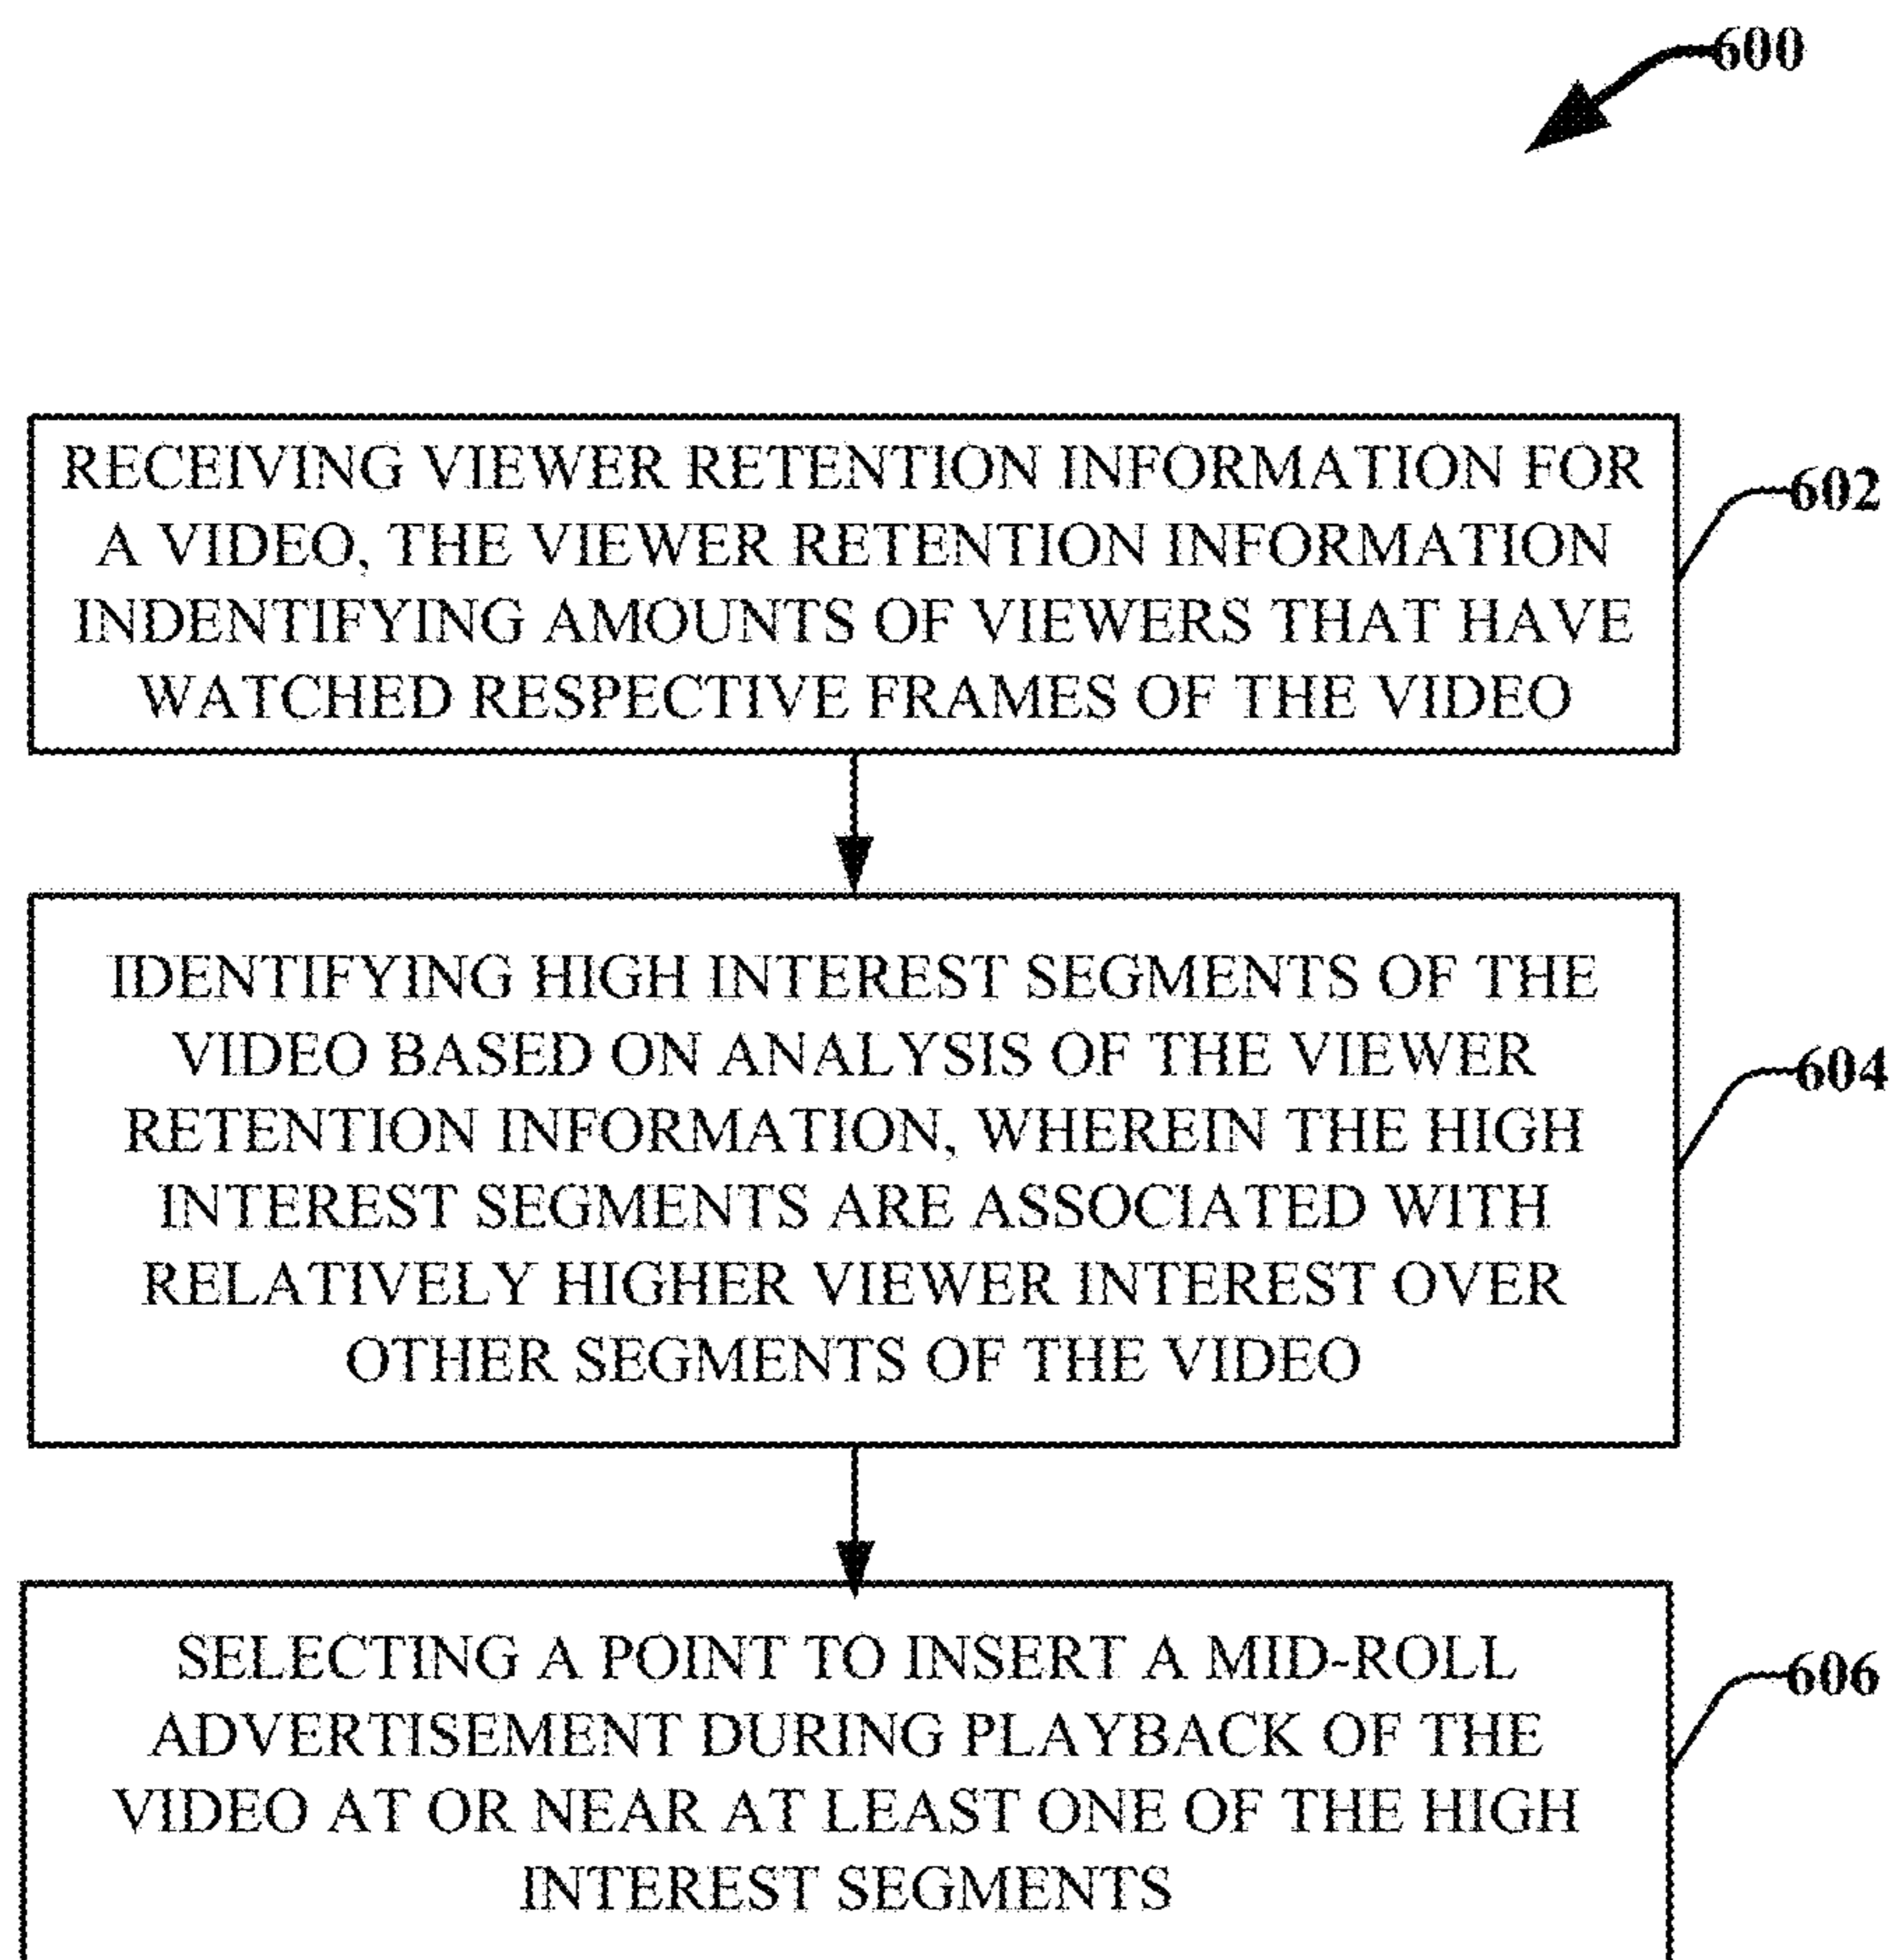 600
RECEIVING VIEWER RETENTION INFORMATION FOR
A VIDEO, THE VIEWER RETENTION INFORMATION
INDENTIFYING AMOUNTS OF VIEWERS THAT HAVE
WATCHED RESPECTIVE FRAMES OF THE VIDEO
602
IDENTIFYING HIGH INTEREST SEGMENTS OF THE
VIDEO BASED ON ANALYSIS OF THE VIEWER
RETENTION INFORMATION, WHEREIN THE HIGH
INTEREST SEGMENTS ARE ASSOCIATED WITH
RELATIVELY HIGHER VIEWER INTEREST OVER
OTHER SEGMENTS OF THE VIDEO
604
SELECTING A POINT TO INSERT A MID-ROLL
ADVERTISEMENT DURING PLAYBACK OF THE
VIDEO AT OR NEAR AT LEAST ONE OF THE HIGH
INTEREST SEGMENTS
606